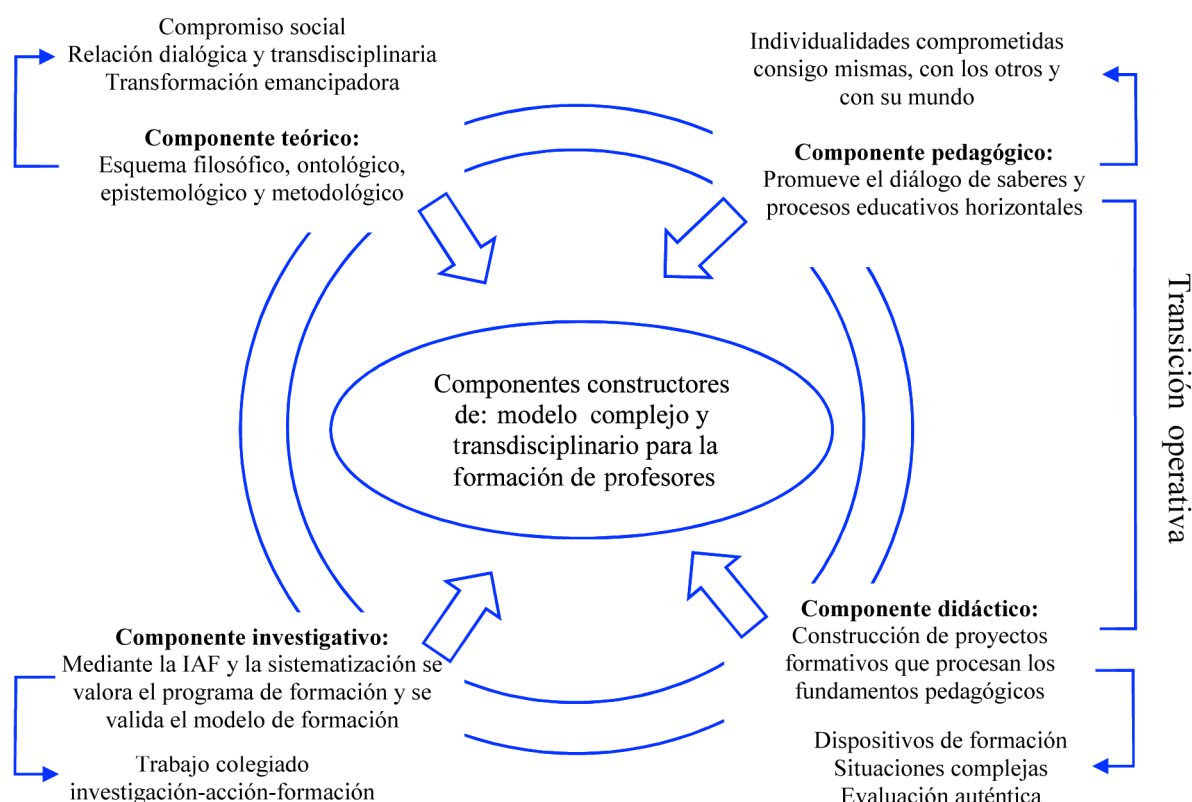 Compromiso social
Relación dialógica y transdisciplinaria
Transformación emancipadora
Componente teórico:
Esquema filosófico, ontológico,
epistemológico y metodológico
Individualidades comprometidas
consigo mismas, con los otros y
con su mundo
Componente pedagógico:
Promueve el diálogo de saberes y
procesos educativos horizontales
Transición operativa
Componentes constructores
de: modelo complejo y
transdisciplinario para la
formación de profesores
Componente investigativo:
Mediante la IAF y la sistematización se
valora el programa de formación y se
valida el modelo de formación
Trabajo colegiado
investigación-acción-formación
Componente didáctico:
Construcción de proyectos
formativos que procesan los
fundamentos pedagógicos
Dispositivos de formación
Situaciones complejas
Evaluación auténtica